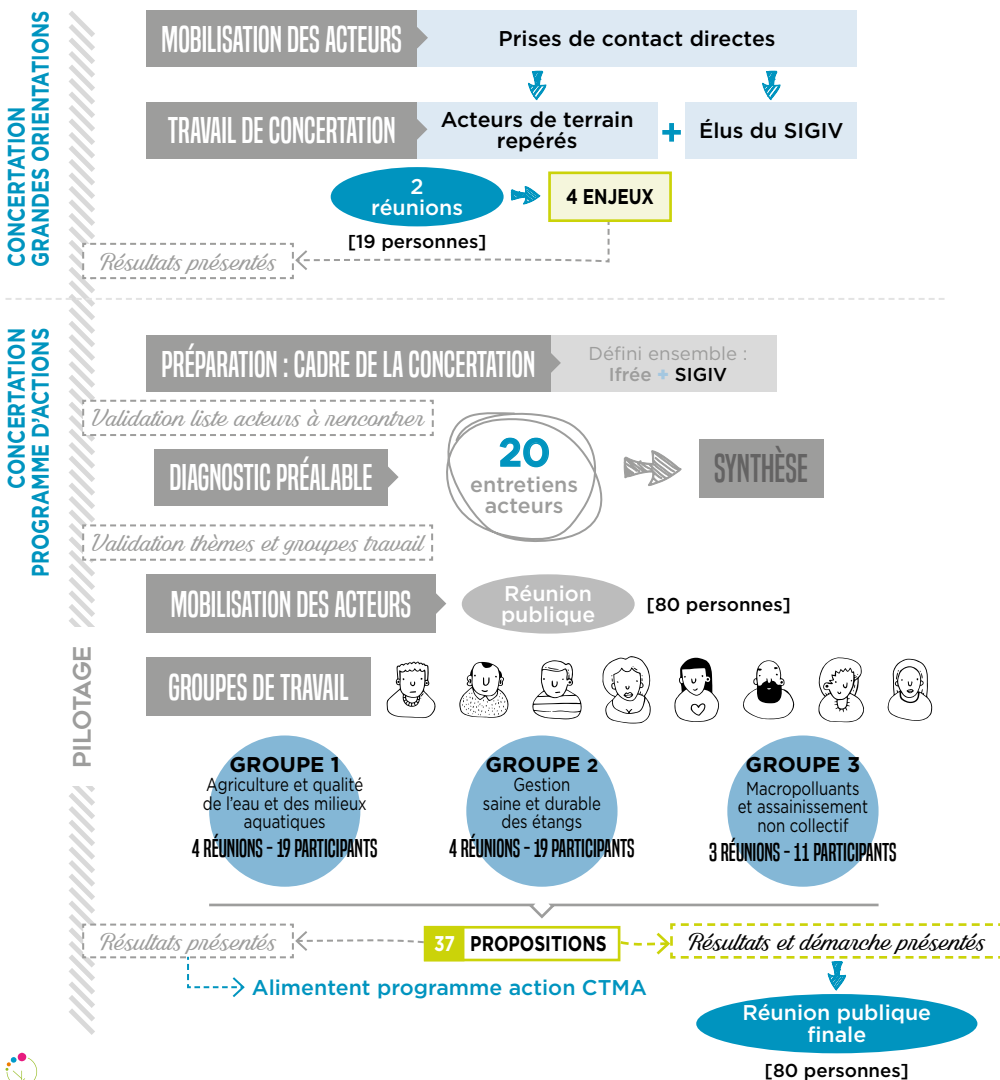 CONCERTATION
GRANDES ORIENTATIONS
MOBILISATION DES ACTEURS
Prises de contact directes
TRAVAIL DE CONCERTATION
Acteurs de terrain
repérés
+
Élus du SIGIV
2
réunions
4 ENJEUX
[19 personnes]
Résultats présentés
CONCERTATION
PROGRAMME D'ACTIONS
PRÉPARATION : CADRE DE LA CONCERTATION
Défini ensemble :
Ifrée + SIGIV
Validation liste acteurs à rencontrer
DIAGNOSTIC PRÉALABLE
20
entretiens
acteurs
SYNTHÈSE
Validation thèmes et groupes travail
MOBILISATION DES ACTEURS
Réunion
publique
[80 personnes]
PILOTAGE
GROUPES DE TRAVAIL
GROUPE 1
Agriculture et qualité
de l'eau et des milieux
aquatiques
4 RÉUNIONS - 19 PARTICIPANTS
GROUPE 2
Gestion
saine et durable
des étangs
4 RÉUNIONS - 19 PARTICIPANTS
GROUPE 3
Macropolluants
et assainissement
non collectif
3 RÉUNIONS - 11 PARTICIPANTS
Résultats présentés
37 PROPOSITIONS
Résultats et démarche présentés
Alimentent programme action CTMA
Réunion publique
finale
[80 personnes]